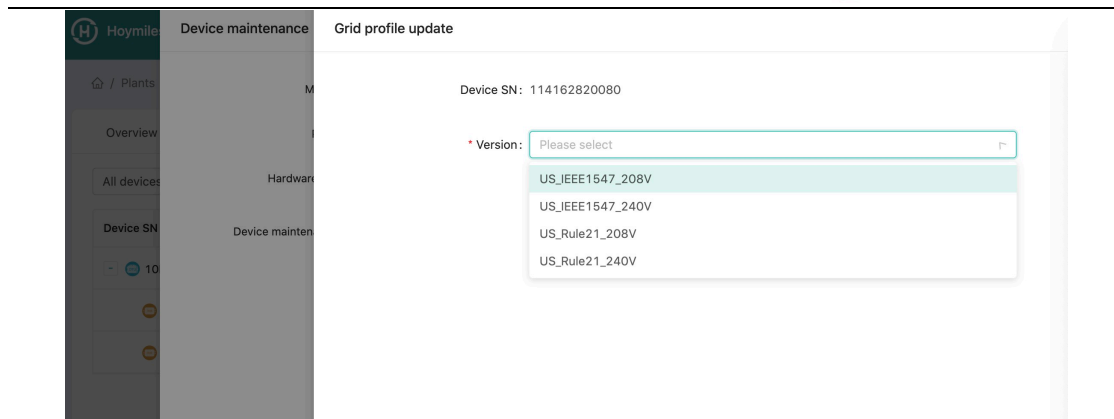 Hoymile
Device maintenance
Grid profile update
/ Plants
Device SN: 114162820080
Overview
* Version: Please select
All devices
Hardware
US_IEEE1547_208V
US_IEEE1547_240V
Device SN
Device mainten
US_Rule21_208V
US_Rule21_240V
10